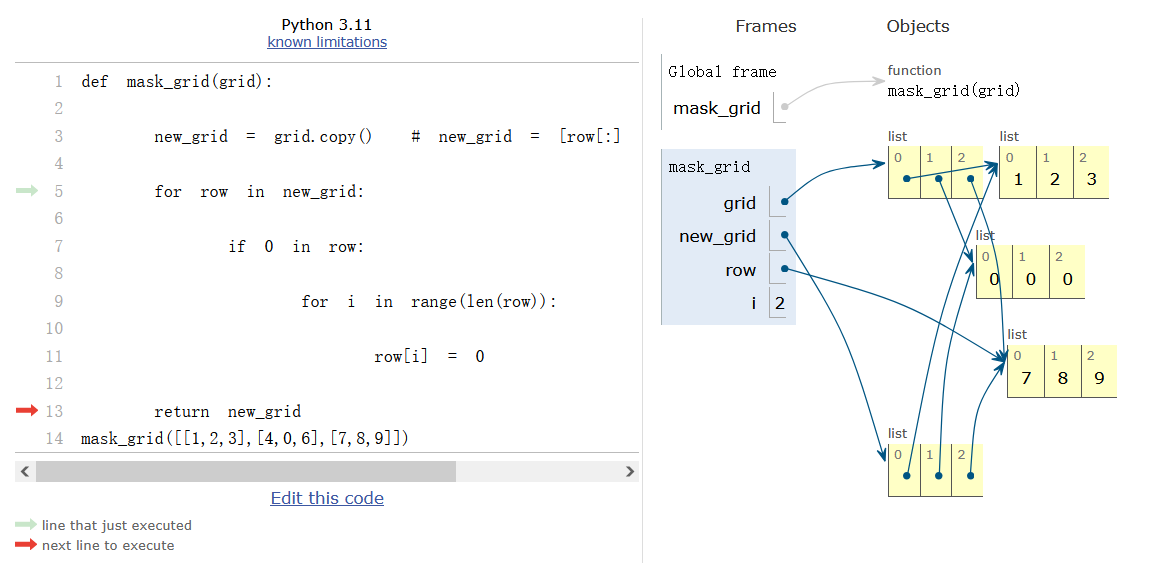 Python 3.11
known limitations
1 def mask_grid(grid):
2
3 new_grid = grid.copy() # new_grid = [row[:]
4
5 for row in new_grid:
6
7 if 0 in row:
8
9 for i in range(len(row)):
10
11 row[i] = 0
12
13 return new_grid
14 mask_grid([[1,2,3],[4,0,6],[7,8,9]])
Edit this code
line that just executed
next line to execute
Frames Objects
Global frame
mask_grid
function
mask_grid(grid)
mask_grid
grid
new_grid
row
i 2
list
0 1 2
list
0 1 2
1 2 3
list
0 1 2
0 0 0
list
0 1 2
7 8 9
list
0 1 2